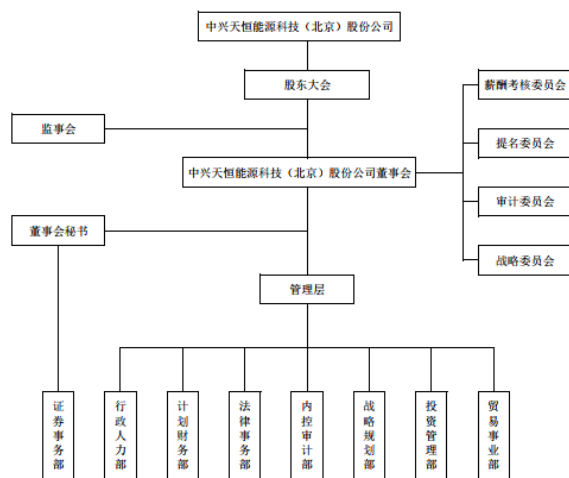 中兴天恒能源科技（北京）股份公司
股东大会
薪酬考核委员会
监事会
提名委员会
中兴天恒能源科技（北京）股份公司董事会
审计委员会
董事会秘书
战略委员会
管理层
证券事务部
行政人力部
计划财务部
法律事务部
内控审计部
战略规划部
投资管理部
贸易事业部